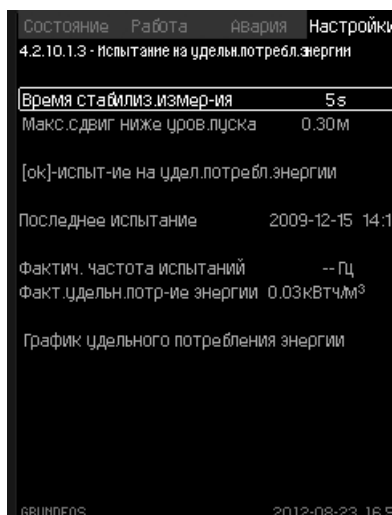 Состояние Работа Авария Настройки
4.2.10.1.3 - Испытание на удельн.потребл.энергии
Время стабилиз.измер-ия 5s
Макс.сдвиг ниже уров.пуска 0.30м
[ok]-испыт-ие на удел.потребл.энергии
Последнее испытание 2009-12-15 14:1
Фактич. частота испытаний -- Гц
Факт.удельн.потр-ие энергии 0.03кВтч/м³
График удельного потребления энергии
GRUNDFOS 2012-08-23 16:5